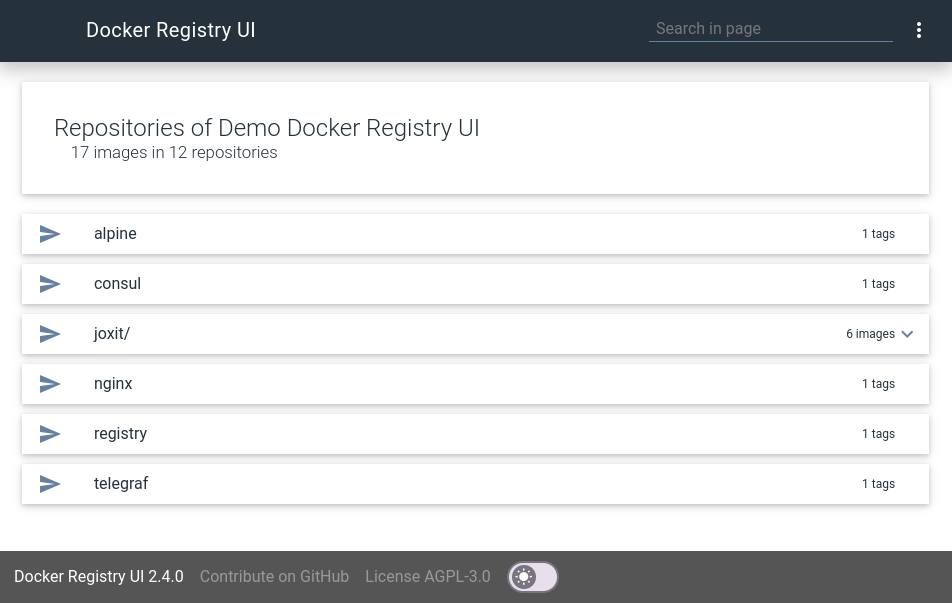 Docker Registry UI
Search in page
Repositories of Demo Docker Registry UI
17 images in 12 repositories
alpine 1 tags
consul 1 tags
joxit/ 6 images
nginx 1 tags
registry 1 tags
telegraf 1 tags
Docker Registry UI 2.4.0 Contribute on GitHub License AGPL-3.0